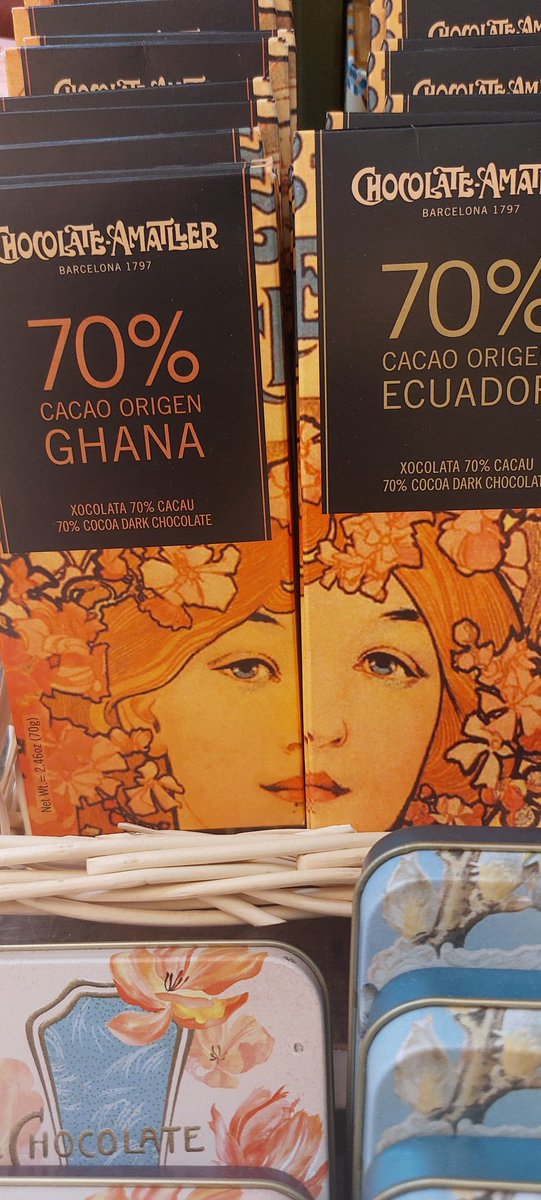 CHOCOLATE-AMATLLER
BARCELONA 1797
70%
CACAO ORIGEN
GHANA
XOCOLATA 70% CACAU
70% COCOA DARK CHOCOLATE
Net Wt = 2.46oz (70g)
CHOCOLATE-AMATL
BARCELONA 1797
70%
CACAO ORIGEN
ECUADOR
XOCOLATA 70% CACAU
70% COCOA DARK CHOCOLATE
CHOCOLATE